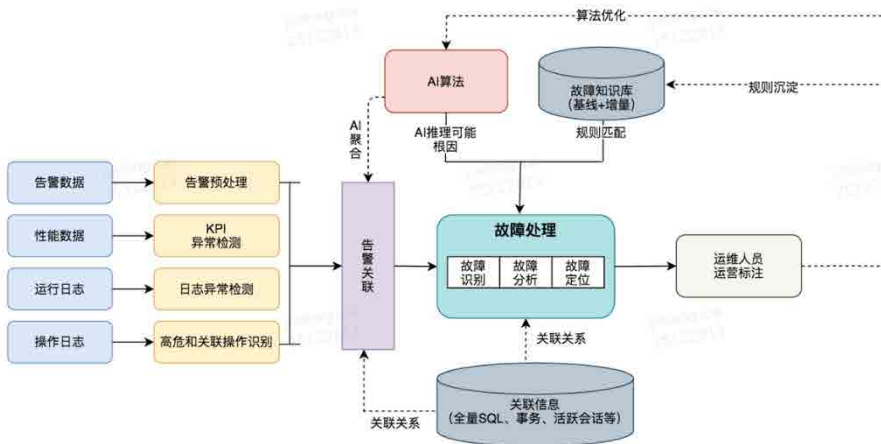 算法优化
AI算法
故障知识库
（基线+增量）
规则沉淀
AI聚合
AI推理可能
根因
规则匹配
告警数据
告警预处理
性能数据
KPI
异常检测
运行日志
日志异常检测
操作日志
高危和关联操作识别
告警关联
故障处理
故障
识别
故障
分析
故障
定位
运维人员
运营标注
关联关系
关联关系
关联信息
（全量SQL、事务、活跃会话等）